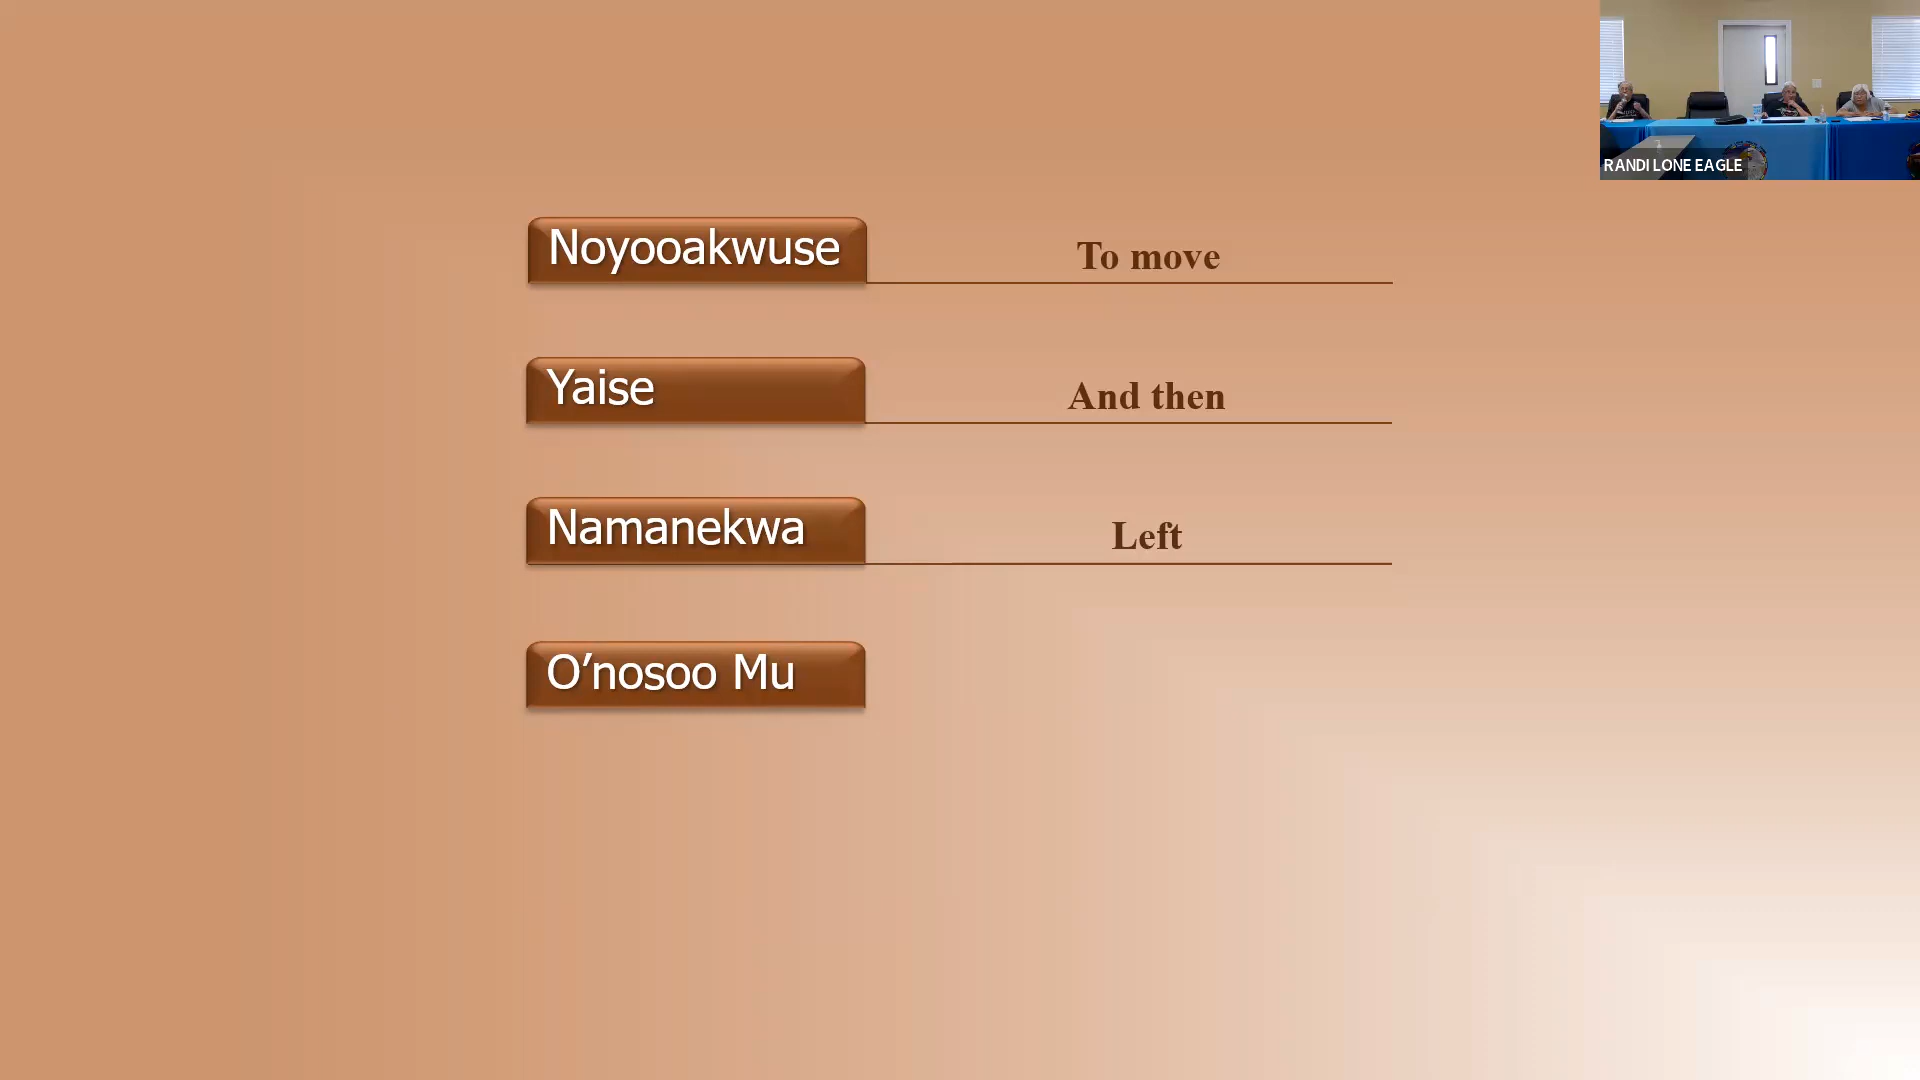 RANDI LONE EAGLE
Noyooakwuse To move
Yaise And then
Namanekwa Left
O’nosoo Mu